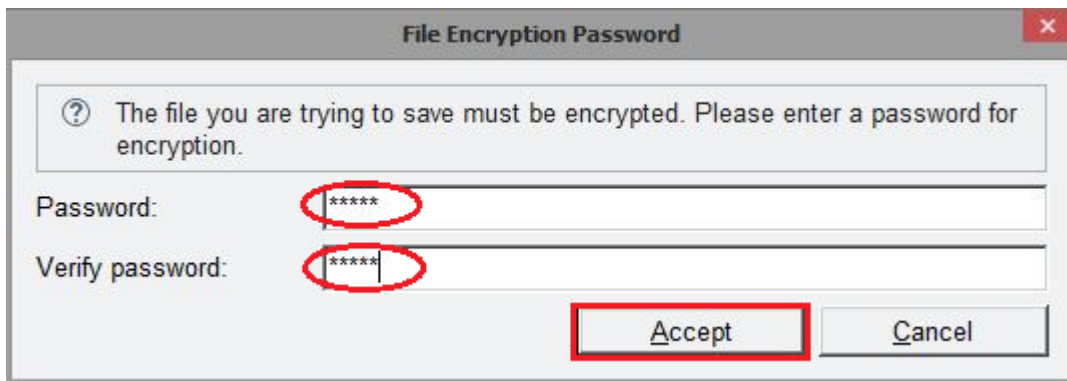 File Encryption Password
The file you are trying to save must be encrypted. Please enter a password for
encryption.
Password: *****
Verify password: *****
Accept Cancel